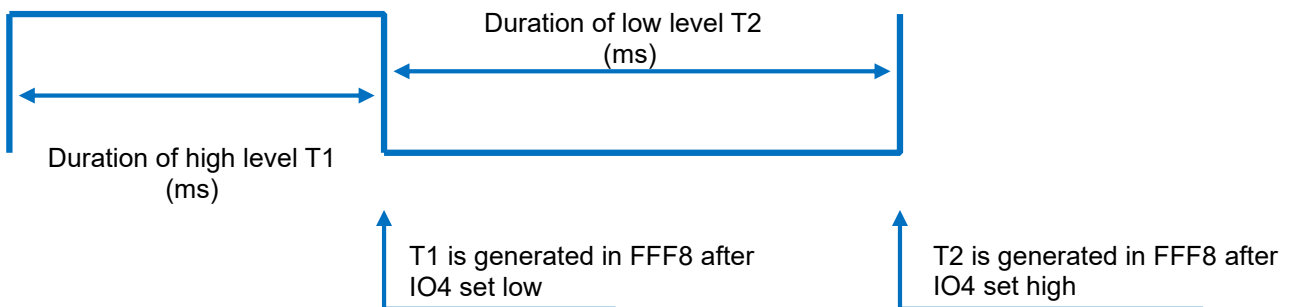 Duration of low level T2
(ms)
Duration of high level T1
(ms)
T1 is generated in FFF8 after
IO4 set low
T2 is generated in FFF8 after
IO4 set high